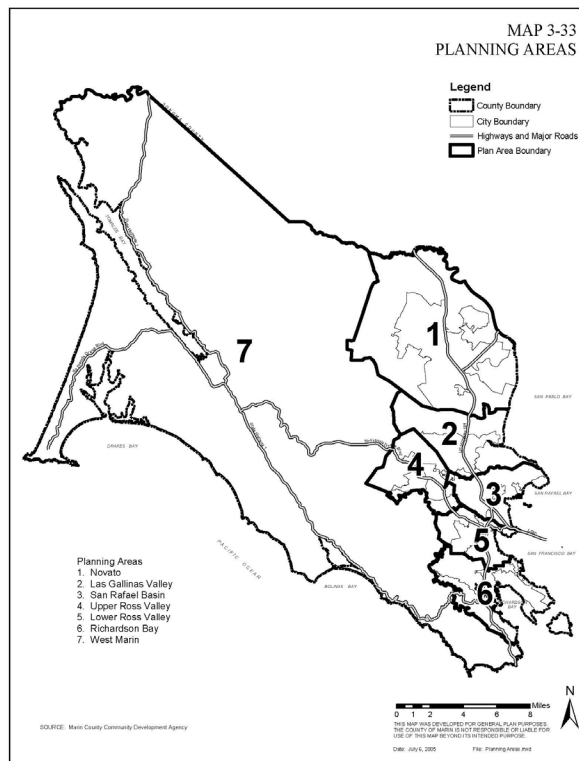 MAP 3-33
PLANNING AREAS
Legend
County Boundary
City Boundary
Highways and Major Roads
Plan Area Boundary
TOMALES BAY
1
7
SAN PABLO BAY
2
DRAKES BAY
4
3
SAN RAFAEL BAY
5
SAN FRANCISCO BAY
PACIFIC OCEAN
BOLINAS BAY
6
Planning Areas
1. Novato
2. Las Gallinas Valley
3. San Rafael Basin
4. Upper Ross Valley
5. Lower Ross Valley
6. Richardson Bay
7. West Marin
N
Miles
0 1 2 4 6 8
SOURCE: Marin County Community Development Agency
THIS MAP WAS DEVELOPED FOR GENERAL PLAN PURPOSES.
THE COUNTY OF MARIN IS NOT RESPONSIBLE OR LIABLE FOR
USE OF THIS MAP BEYOND ITS INTENDED PURPOSE.
Date: July 6, 2005 File: Planning Areas.mxd